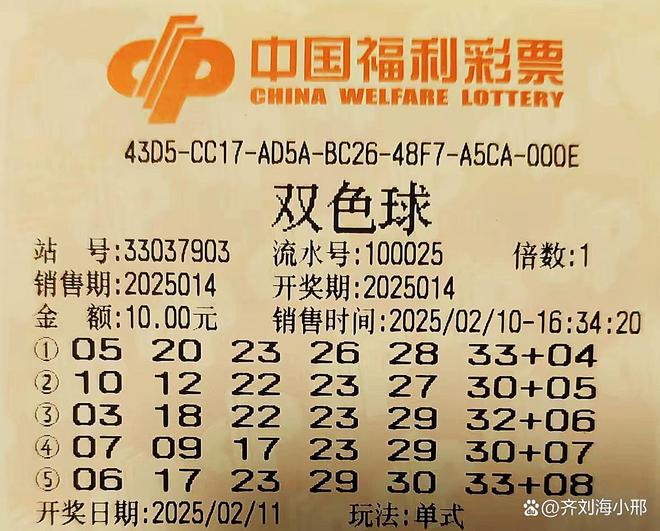 中国福利彩票
CHINA WELFARE LOTTERY
43D5-CC17-AD5A-BC26-48F7-A5CA-000E
双色球
站 号:33037903 流水号:100025 倍数:1
销售期:2025014 开奖期:2025014
金 额:10.00元 销售时间:2025/02/10-16:34:20
① 05 20 23 26 28 33+04
② 10 12 22 23 27 30+05
③ 03 18 22 23 29 32+06
④ 07 09 17 23 29 30+07
⑤ 06 17 23 29 30 33+08
开奖日期:2025/02/11 玩法:单式
@齐刘海小邢